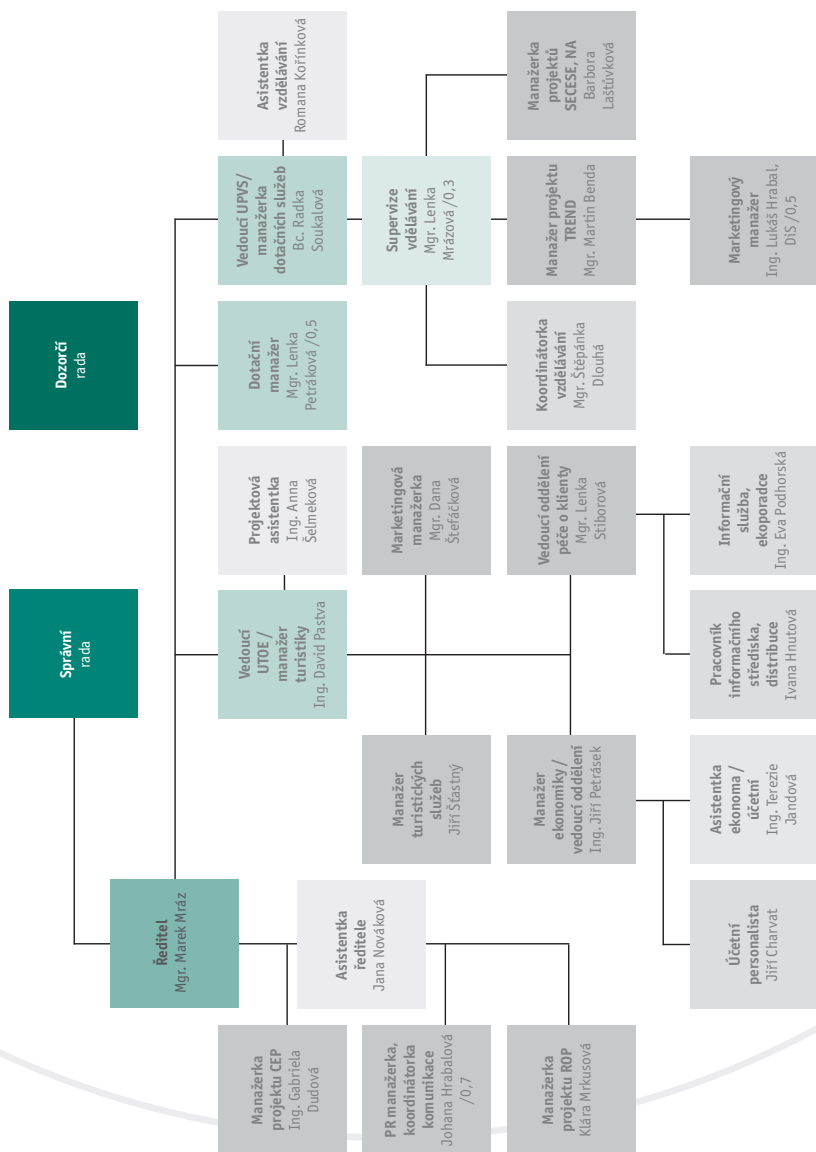 Správní
rada
Dozorčí
rada
Ředitel
Mgr. Marek Mráz
Manažerka
projektu CEP
Ing. Gabriela
Dudová
Vedoucí
UTOE /
manažer
turistiky
Ing. David Pastva
Projektová
asistentka
Ing. Anna
Šelmeková
Dotační
manažer
Mgr. Lenka
Petráková /0,5
Vedoucí UPVS/
manažerka
dotačních služeb
Bc. Radka
Soukalová
Asistentka
vzdělávání
Romana Kořínková
Asistentka
ředitele
Jana Nováková
PR manažerka,
koordinátorka
komunikace
Johana Hrabalová
/0,7
Manažer
turistických
služeb
Jiří Šťastný
Marketingová
manažerka
Mgr. Dana
Štefáčková
Supervize
vdělávání
Mgr. Lenka
Mrázová /0,3
Manažerka
projektu ROP
Klára Mrkusová
Manažer
ekonomiky /
vedoucí oddělení
Ing. Jiří Petrásek
Vedoucí oddělení
péče o klienty
Mgr. Lenka
Stiborová
Koordinátorka
vzdělávání
Mgr. Štěpánka
Dlouhá
Manažer projektu
TREND
Mgr. Martin Benda
Manažerka
projektů
SECESE, NA
Barbora
Laštůvková
Účetní
personalista
Jiří Charvat
Asistentka
ekonoma /
účetní
Ing. Terezie
Jandová
Pracovník
informačního
střediska,
distribuce
Ivana Hnutová
Informační
služba,
ekoporadce
Ing. Eva Podhorská
Marketingový
manažer
Ing. Lukáš Hrabal,
DiS /0,5